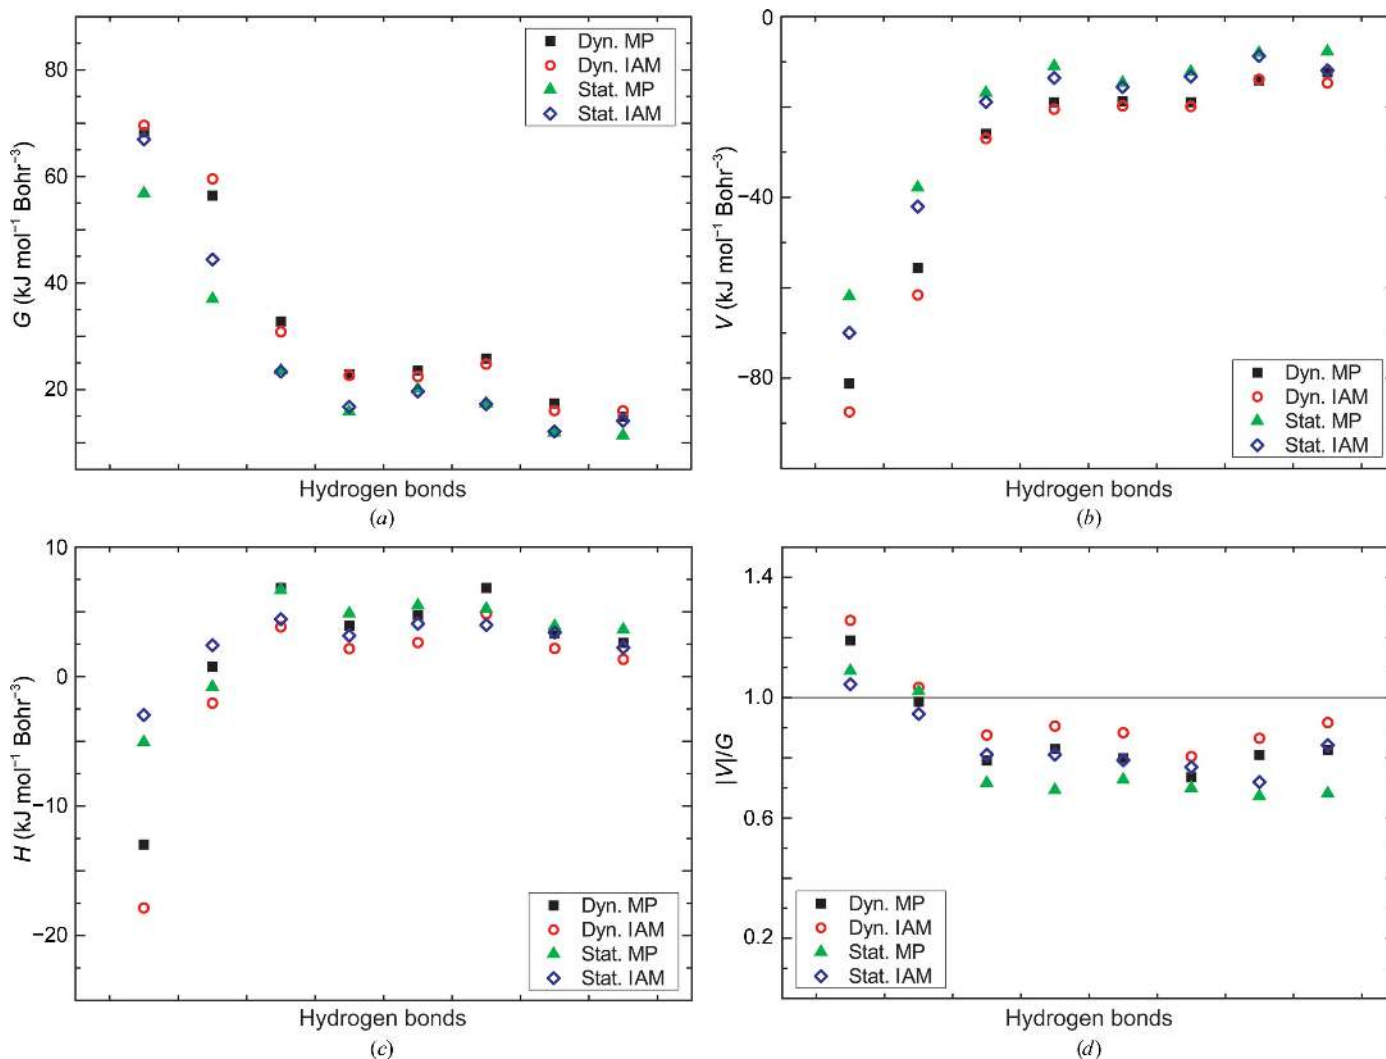 80
60
40
20
G (kJ mol⁻¹ Bohr⁻³)
Dyn. MP
Dyn. IAM
Stat. MP
Stat. IAM
Hydrogen bonds
(a)
0
−40
−80
V (kJ mol⁻¹ Bohr⁻³)
Dyn. MP
Dyn. IAM
Stat. MP
Stat. IAM
Hydrogen bonds
(b)
10
0
−10
−20
H (kJ mol⁻¹ Bohr⁻³)
Dyn. MP
Dyn. IAM
Stat. MP
Stat. IAM
Hydrogen bonds
(c)
1.4
1.0
0.6
0.2
|V|/G
Dyn. MP
Dyn. IAM
Stat. MP
Stat. IAM
Hydrogen bonds
(d)